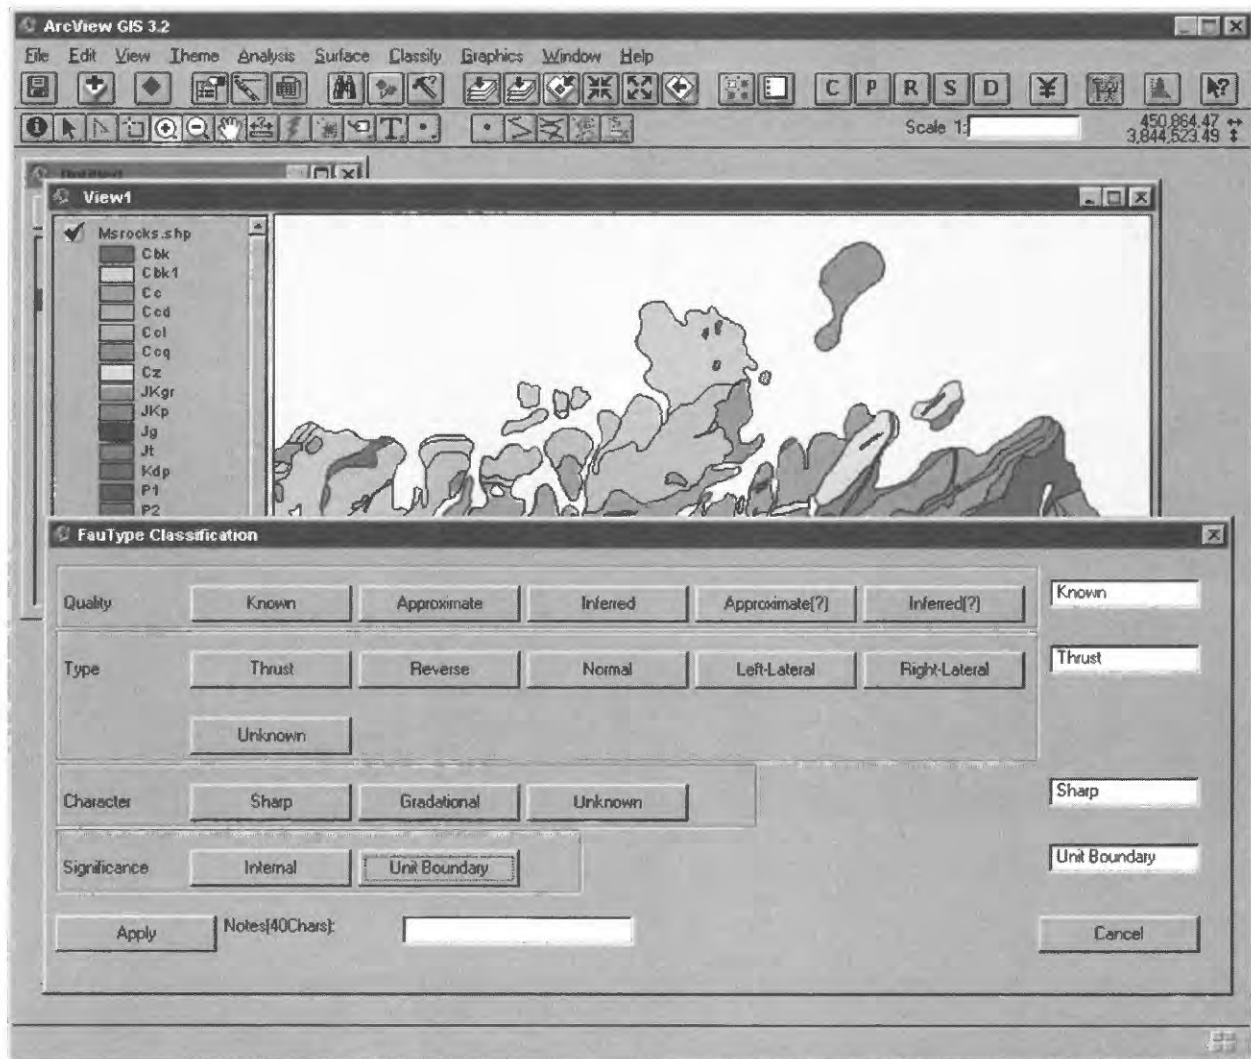 ArcView GIS 3.2
File Edit View Theme Analysis Surface Classify Graphics Window Help
C P R S D
Scale 1: 450,864.47
3,844,523.49
View1
Msrocks.shp
Cbk
Cbk1
Cc
Ccd
Ccl
Ccq
Cz
JKgr
JKp
Jg
Jt
Kdp
P1
P2
FauType Classification
Quality Known Approximate Inferred Approximate(?) Inferred(?) Known
Type Thrust Reverse Normal Left-Lateral Right-Lateral Thrust
Unknown
Character Sharp Gradational Unknown Sharp
Significance Internal Unit Boundary Unit Boundary
Apply Notes(40Chars): Cancel